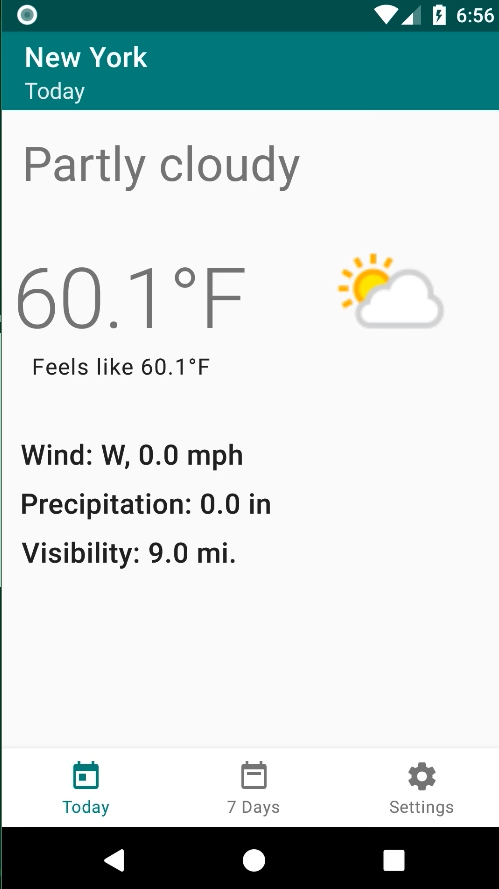 6:56
New York
Today
Partly cloudy
60.1°F
Feels like 60.1°F
Wind: W, 0.0 mph
Precipitation: 0.0 in
Visibility: 9.0 mi.
Today
7 Days
Settings